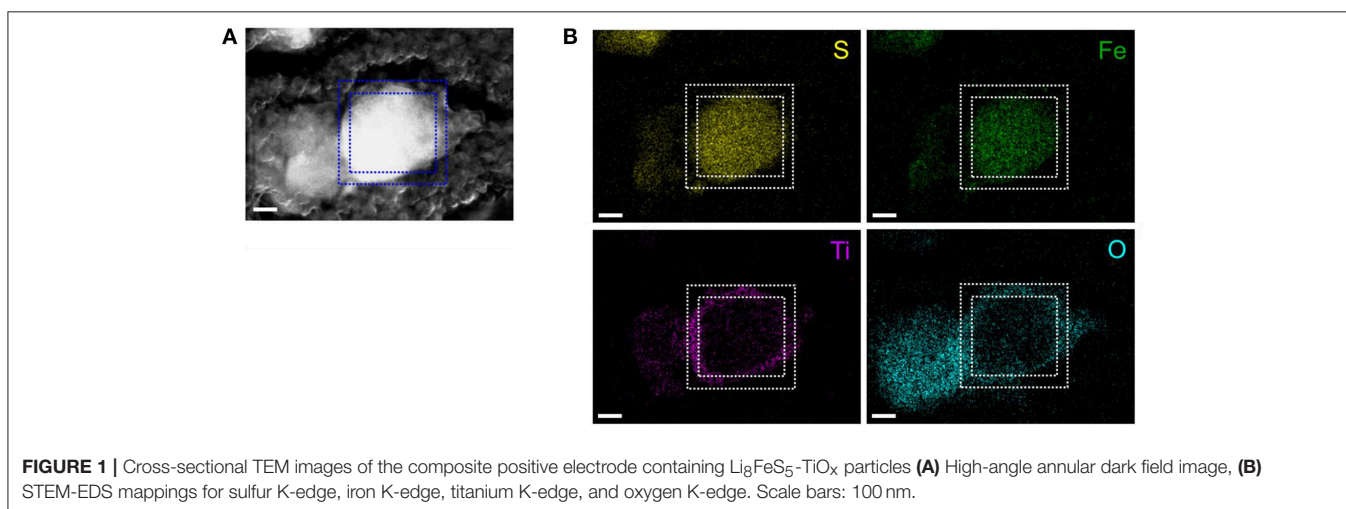 A
B
S
Fe
Ti
O
FIGURE 1 | Cross-sectional TEM images of the composite positive electrode containing Li₈FeS₅-TiOₓ particles (A) High-angle annular dark field image, (B)
STEM-EDS mappings for sulfur K-edge, iron K-edge, titanium K-edge, and oxygen K-edge. Scale bars: 100 nm.